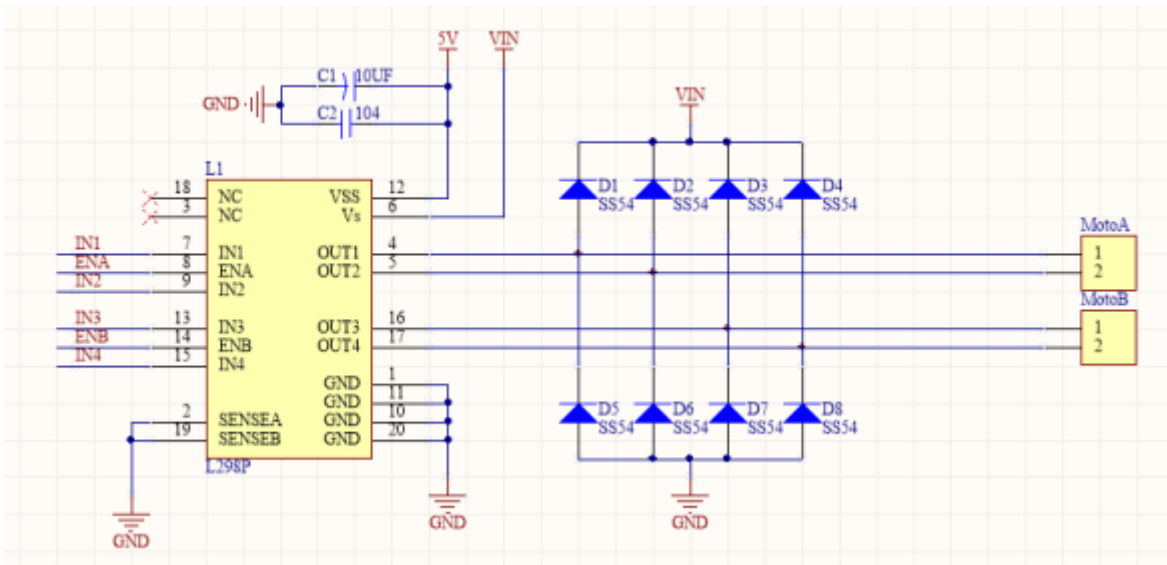 5V VIN
C1 10UF
GND
C2 104
VIN
L1
18 NC VSS 12
3 NC Vs 6
IN1 7 IN1 OUT1 4
ENA 8 ENA OUT2 5
IN2 9 IN2
IN3 13 IN3 OUT3 16
ENB 14 ENB OUT4 17
IN4 15 IN4
GND 1
GND 11
2 SENSEA GND 10
19 SENSEB GND 20
L298P
GND
GND
D1 SS54
D2 SS54
D3 SS54
D4 SS54
D5 SS54
D6 SS54
D7 SS54
D8 SS54
GND
MotoA
1
2
MotoB
1
2